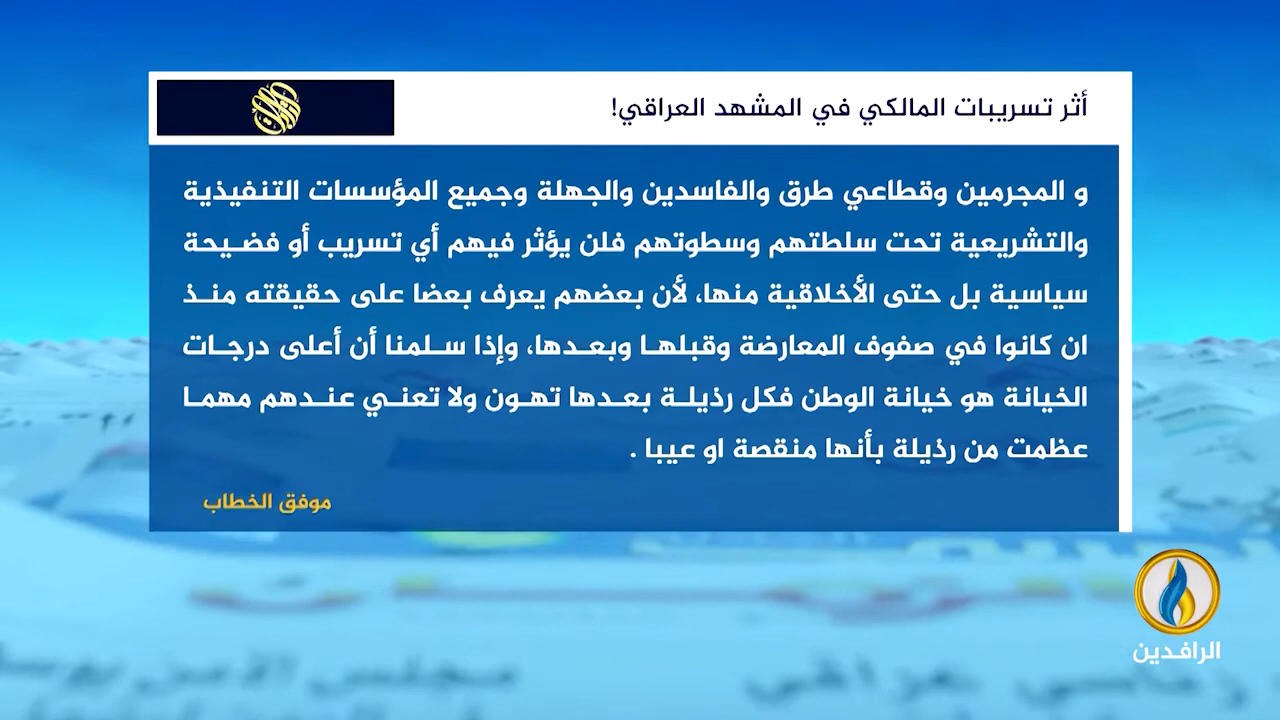 أثر تسريبات المالكي في المشهد العراقي!
و المجرمين وقطاعي طرق والفاسدين والجهلة وجميع المؤسسات التنفيذية
والتشريعية تحت سلطتهم وسطوتهم فلن يؤثر فيهم أي تسريب أو فضيحة
سياسية بل حتى الأخلاقية منها، لأن بعضهم يعرف بعضا على حقيقته منذ
ان كانوا في صفوف المعارضة وقبلها وبعدها، وإذا سلمنا أن أعلى درجات
الخيانة هو خيانة الوطن فكل رذيلة بعدها تهون ولا تعني عندهم مهما
عظمت من رذيلة بأنها منقصة او عيبا .
موفق الخطاب
الرافدين
مجلس الأمن